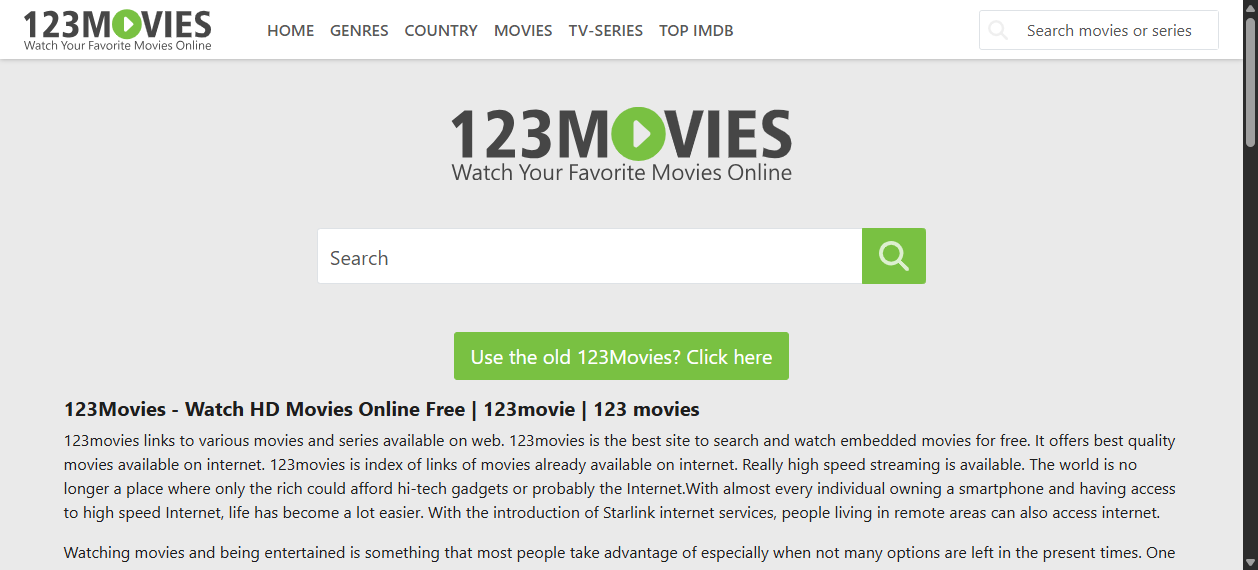 123MOVIES
Watch Your Favorite Movies Online
HOME GENRES COUNTRY MOVIES TV-SERIES TOP IMDB
Search movies or series
123MOVIES
Watch Your Favorite Movies Online
Search
Use the old 123Movies? Click here
123Movies - Watch HD Movies Online Free | 123movie | 123 movies
123movies links to various movies and series available on web. 123movies is the best site to search and watch embedded movies for free. It offers best quality
movies available on internet. 123movies is index of links of movies already available on internet. Really high speed streaming is available. The world is no
longer a place where only the rich could afford hi-tech gadgets or probably the Internet.With almost every individual owning a smartphone and having access
to high speed Internet, life has become a lot easier. With the introduction of Starlink internet services, people living in remote areas can also access internet.
Watching movies and being entertained is something that most people take advantage of especially when not many options are left in the present times. One